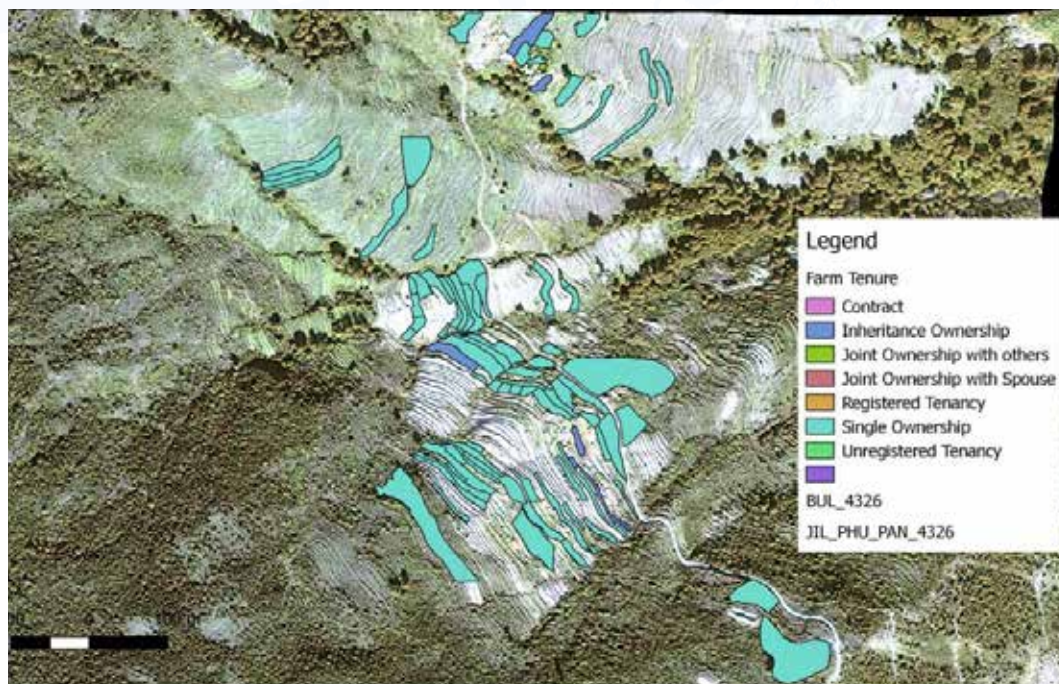 Legend
Farm Tenure
Contract
Inheritance Ownership
Joint Ownership with others
Joint Ownership with Spouse
Registered Tenancy
Single Ownership
Unregistered Tenancy
BUL_4326
JIL_PHU_PAN_4326